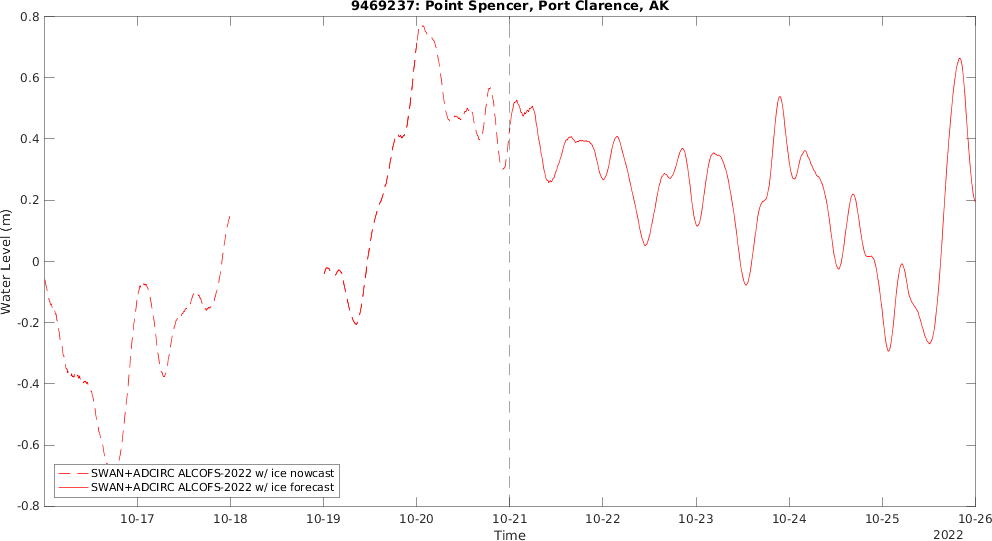 9469237: Point Spencer, Port Clarence, AK
0.8
0.6
0.4
0.2
0
-0.2
-0.4
-0.6
-0.8
Water Level (m)
SWAN+ADCIRC ALCOFS-2022 w/ ice nowcast
SWAN+ADCIRC ALCOFS-2022 w/ ice forecast
10-17 10-18 10-19 10-20 10-21 10-22 10-23 10-24 10-25 10-26
Time
2022